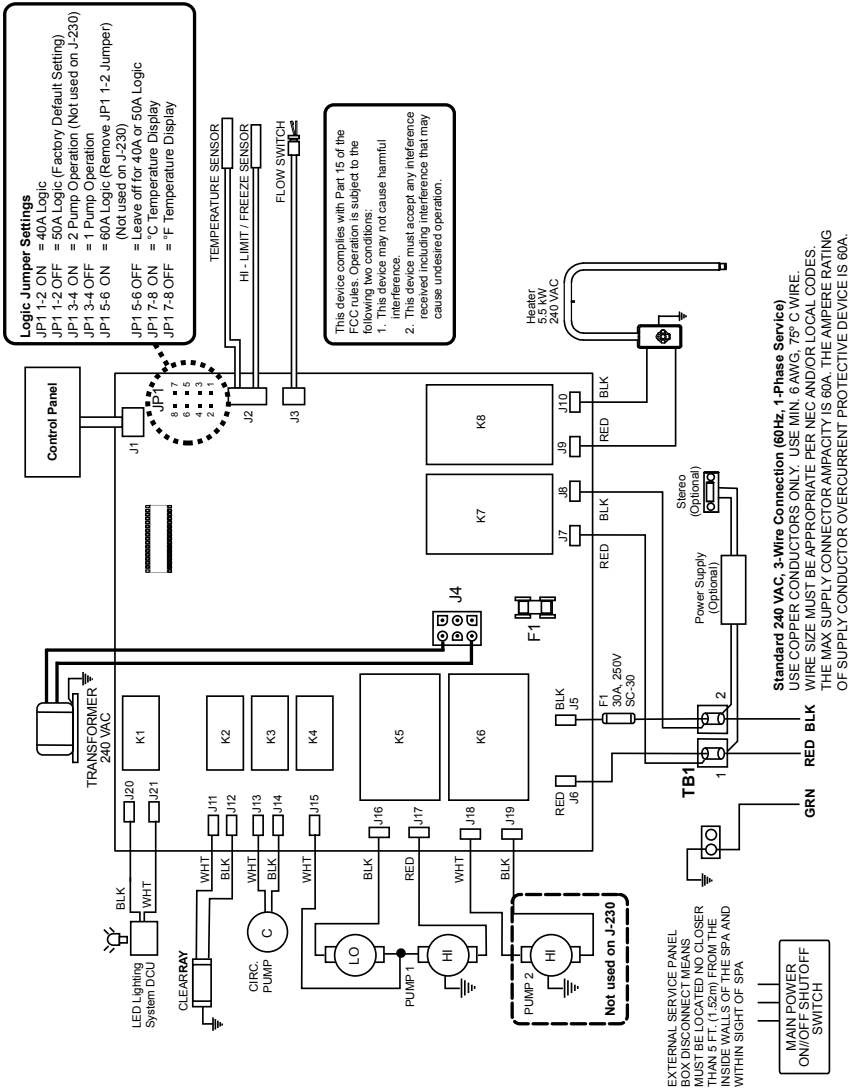 Logic Jumper Settings
JP1 1-2 ON = 40A Logic
JP1 1-2 OFF = 50A Logic (Factory Default Setting)
JP1 3-4 ON = 2 Pump Operation (Not used on J-230)
JP1 3-4 OFF = 1 Pump Operation
JP1 5-6 ON = 60A Logic (Remove JP1 1-2 Jumper)
(Not used on J-230)
JP1 5-6 OFF = Leave off for 40A or 50A Logic
JP1 7-8 ON = °C Temperature Display
JP1 7-8 OFF = °F Temperature Display
Control Panel
J1
JP1
8 7
6 5
4 3
2 1
J2
J3
TEMPERATURE SENSOR
HI - LIMIT / FREEZE SENSOR
FLOW SWITCH
This device complies with Part 15 of the
FCC rules. Operation is subject to the
following two conditions:
1. This device may not cause harmful
interference.
2. This device must accept any inteference
received including interference that may
cause undesired operation.
TRANSFORMER
240 VAC
J4
F1
K1
K2
K3
K4
K5
K6
K7
K8
J20
J21
J11
J12
J13
J14
J15
J16
J17
J18
J19
BLK
WHT
WHT
BLK
WHT
BLK
WHT
BLK
RED
WHT
BLK
LED Lighting
System DCU
CLEARRAY
C
CIRC.
PUMP
LO
HI
PUMP 1
HI
PUMP 2
Not used on J-230
J6
RED
J5
BLK
J7
RED
J8
BLK
J9
RED
J10
BLK
Heater
5.5 kW
240 VAC
F1
30A, 250V
SC-30
Power Supply
(Optional)
Stereo
(Optional)
TB1
1
2
GRN
RED
BLK
Standard 240 VAC, 3-Wire Connection (60Hz, 1-Phase Service)
USE COPPER CONDUCTORS ONLY. USE MIN. 6 AWG, 75° C WIRE.
WIRE SIZE MUST BE APPROPRIATE PER NEC AND/OR LOCAL CODES.
THE MAX SUPPLY CONNECTOR AMPACITY IS 60A. THE AMPERE RATING
OF SUPPLY CONDUCTOR OVERCURRENT PROTECTIVE DEVICE IS 60A.
EXTERNAL SERVICE PANEL
BOX DISCONNECT MEANS
MUST BE LOCATED NO CLOSER
THAN 5 FT. (1.52m) FROM THE
INSIDE WALLS OF THE SPA AND
WITHIN SIGHT OF SPA
MAIN POWER
ON//OFF SHUTOFF
SWITCH